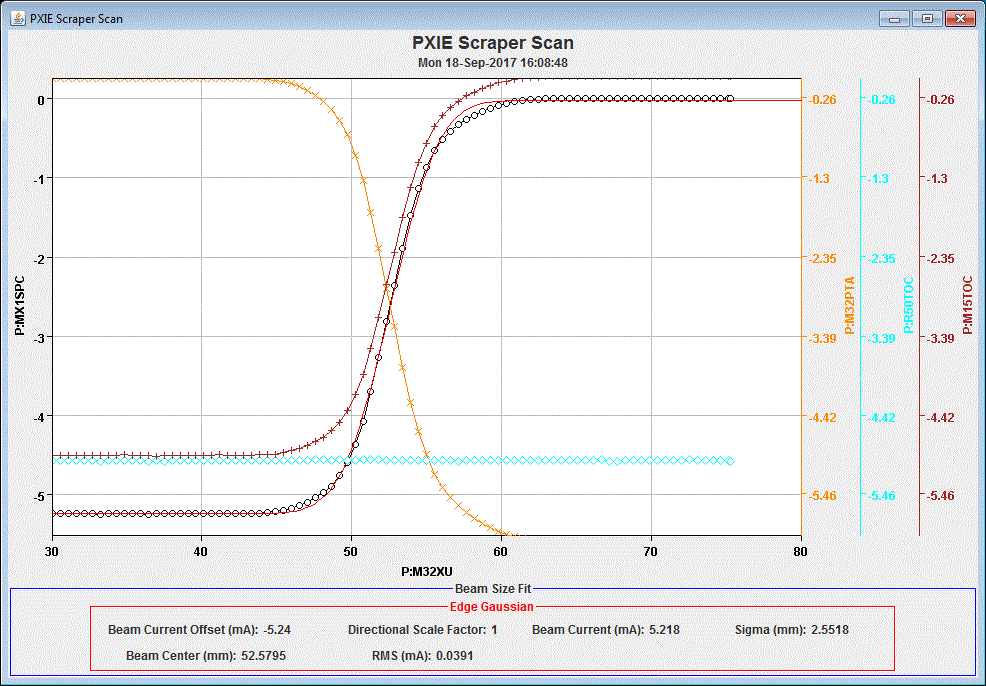 PXIE Scraper Scan
PXIE Scraper Scan
Mon 18-Sep-2017 16:08:48
0 -0.26 -0.26 -0.26
-1 -1.3 -1.3 -1.3
-2 -2.35 -2.35 -2.35
P:MX1SPC P:M32PTA P:R50TOC P:M15TOC
-3 -3.39 -3.39 -3.39
-4 -4.42 -4.42 -4.42
-5 -5.46 -5.46 -5.46
30 40 50 60 70 80
P:M32XU
Beam Size Fit
Edge Gaussian
Beam Current Offset (mA): -5.24 Directional Scale Factor: 1 Beam Current (mA): 5.218 Sigma (mm): 2.5518
Beam Center (mm): 52.5795 RMS (mA): 0.0391